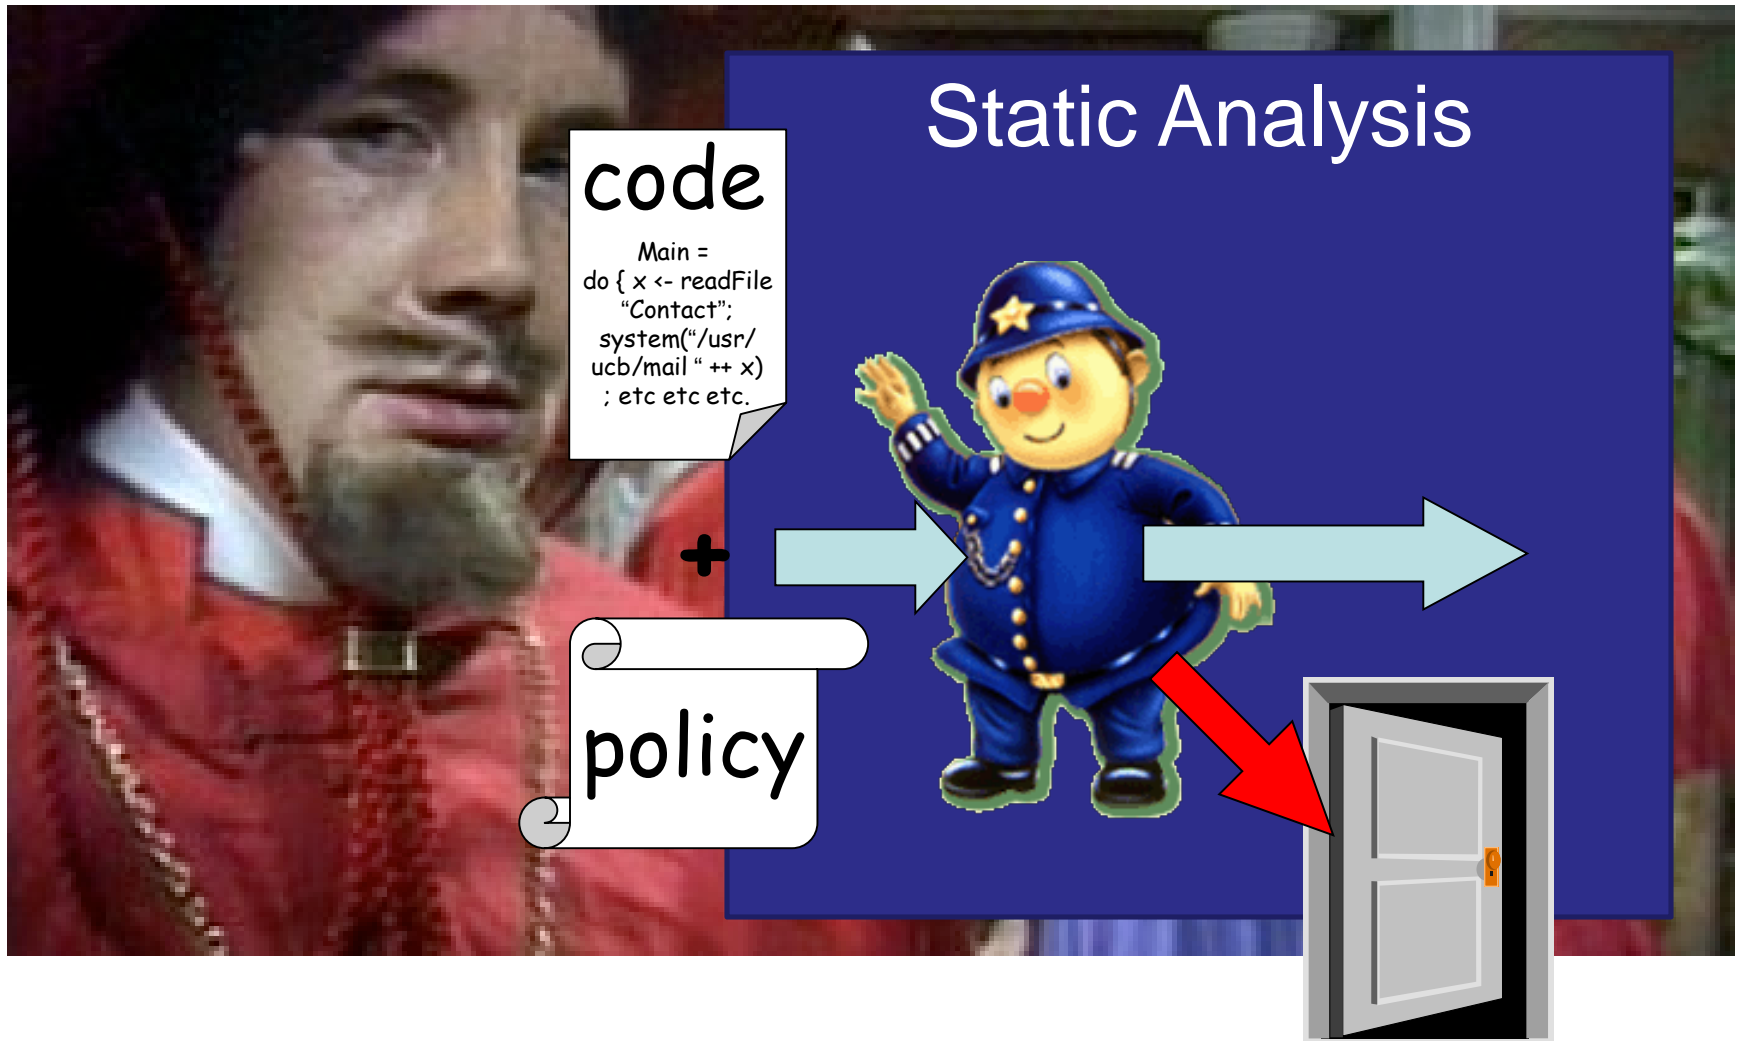 Static Analysis
code
Main =
do { x <- readFile
“Contact”;
system(“/usr/
ucb/mail “ ++ x)
; etc etc etc.
+
policy